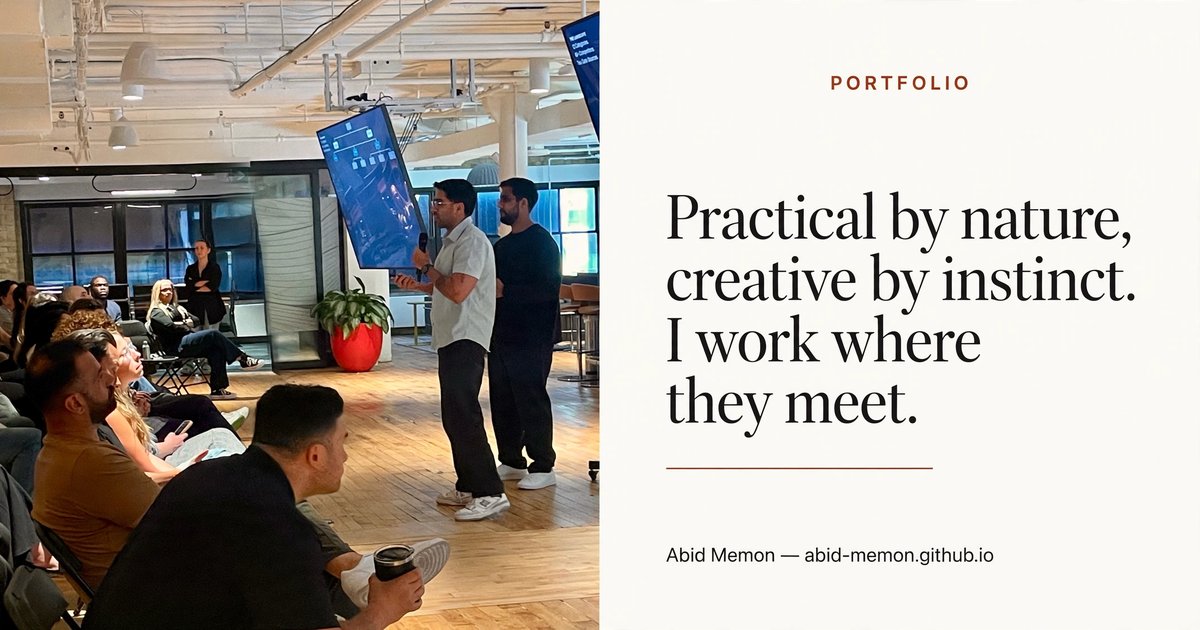 PORTFOLIO
Practical by nature,
creative by instinct.
I work where
they meet.
Abid Memon — abid-memon.github.io